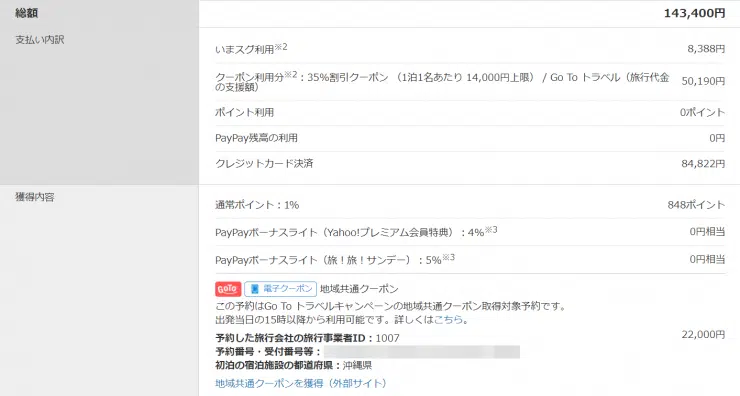 総額 143,400円
支払い内訳
いますグ利用※2 8,388円
クーポン利用分※2：35%割引クーポン （1泊1名あたり 14,000円上限） / Go To トラベル（旅行代金
の支援額） 50,190円
ポイント利用 0ポイント
PayPay残高の利用 0円
クレジットカード決済 84,822円
獲得内容
通常ポイント：1% 848ポイント
PayPayボーナスライト（Yahoo!プレミアム会員特典）：4%※3 0円相当
PayPayボーナスライト（旅！旅！サンデー）：5%※3 0円相当
GoTo 電子クーポン 地域共通クーポン
この予約はGo To トラベルキャンペーンの地域共通クーポン取得対象予約です。
出発当日の15時以降から利用可能です。詳しくはこちら。
予約した旅行会社の旅行事業者ID：1007 22,000円
予約番号・受付番号等：
初泊の宿泊施設の都道府県：沖縄県
地域共通クーポンを獲得（外部サイト）